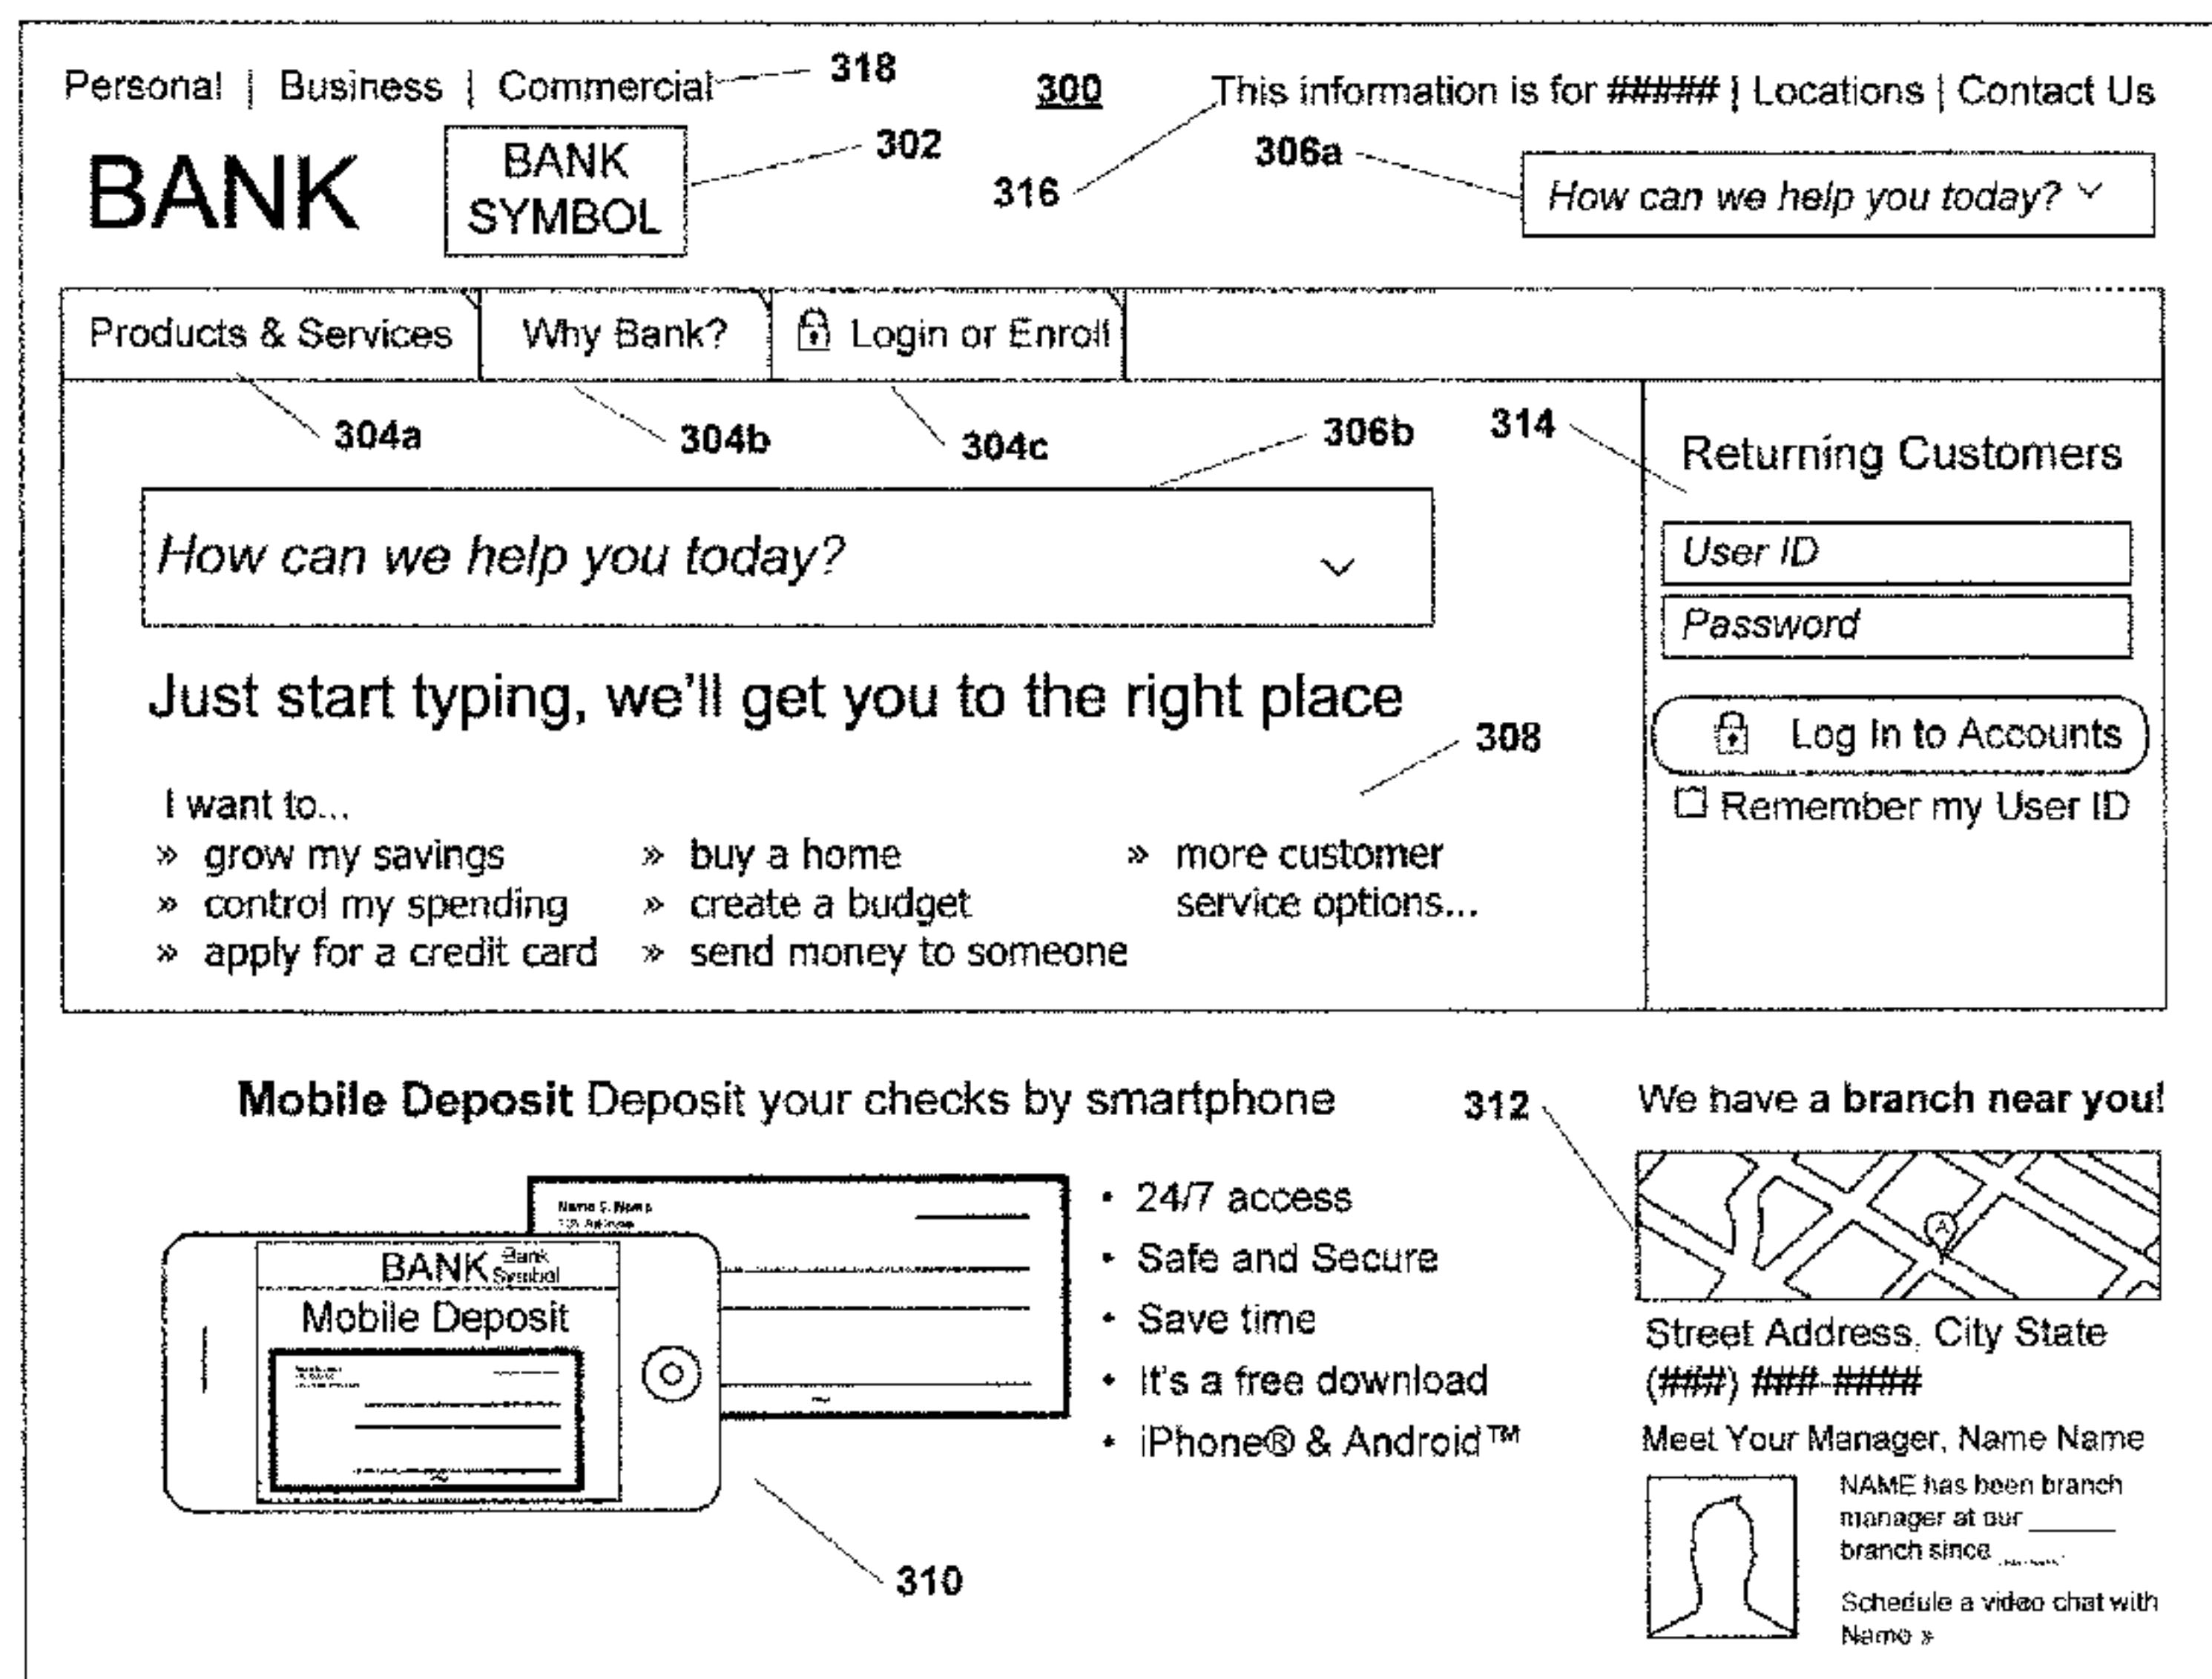 Personal | Business | Commercial 318
300
This information is for ##### | Locations | Contact Us
BANK
BANK
SYMBOL
302
316
306a
How can we help you today?
Products & Services
Why Bank?
Login or Enroll
304a
304b
304c
306b
314
How can we help you today?
Just start typing, we'll get you to the right place
308
I want to...
» grow my savings
» control my spending
» apply for a credit card
» buy a home
» create a budget
» send money to someone
» more customer
service options...
Returning Customers
User ID
Password
Log In to Accounts
Remember my User ID
Mobile Deposit Deposit your checks by smartphone
BANK Bank
Symbol
Mobile Deposit
• 24/7 access
• Safe and Secure
• Save time
• It's a free download
• iPhone® & Android™
310
312
We have a branch near you!
A
Street Address, City State
(###) ###-####
Meet Your Manager, Name Name
NAME has been branch
manager at our ______
branch since
Schedule a video chat with
Name »